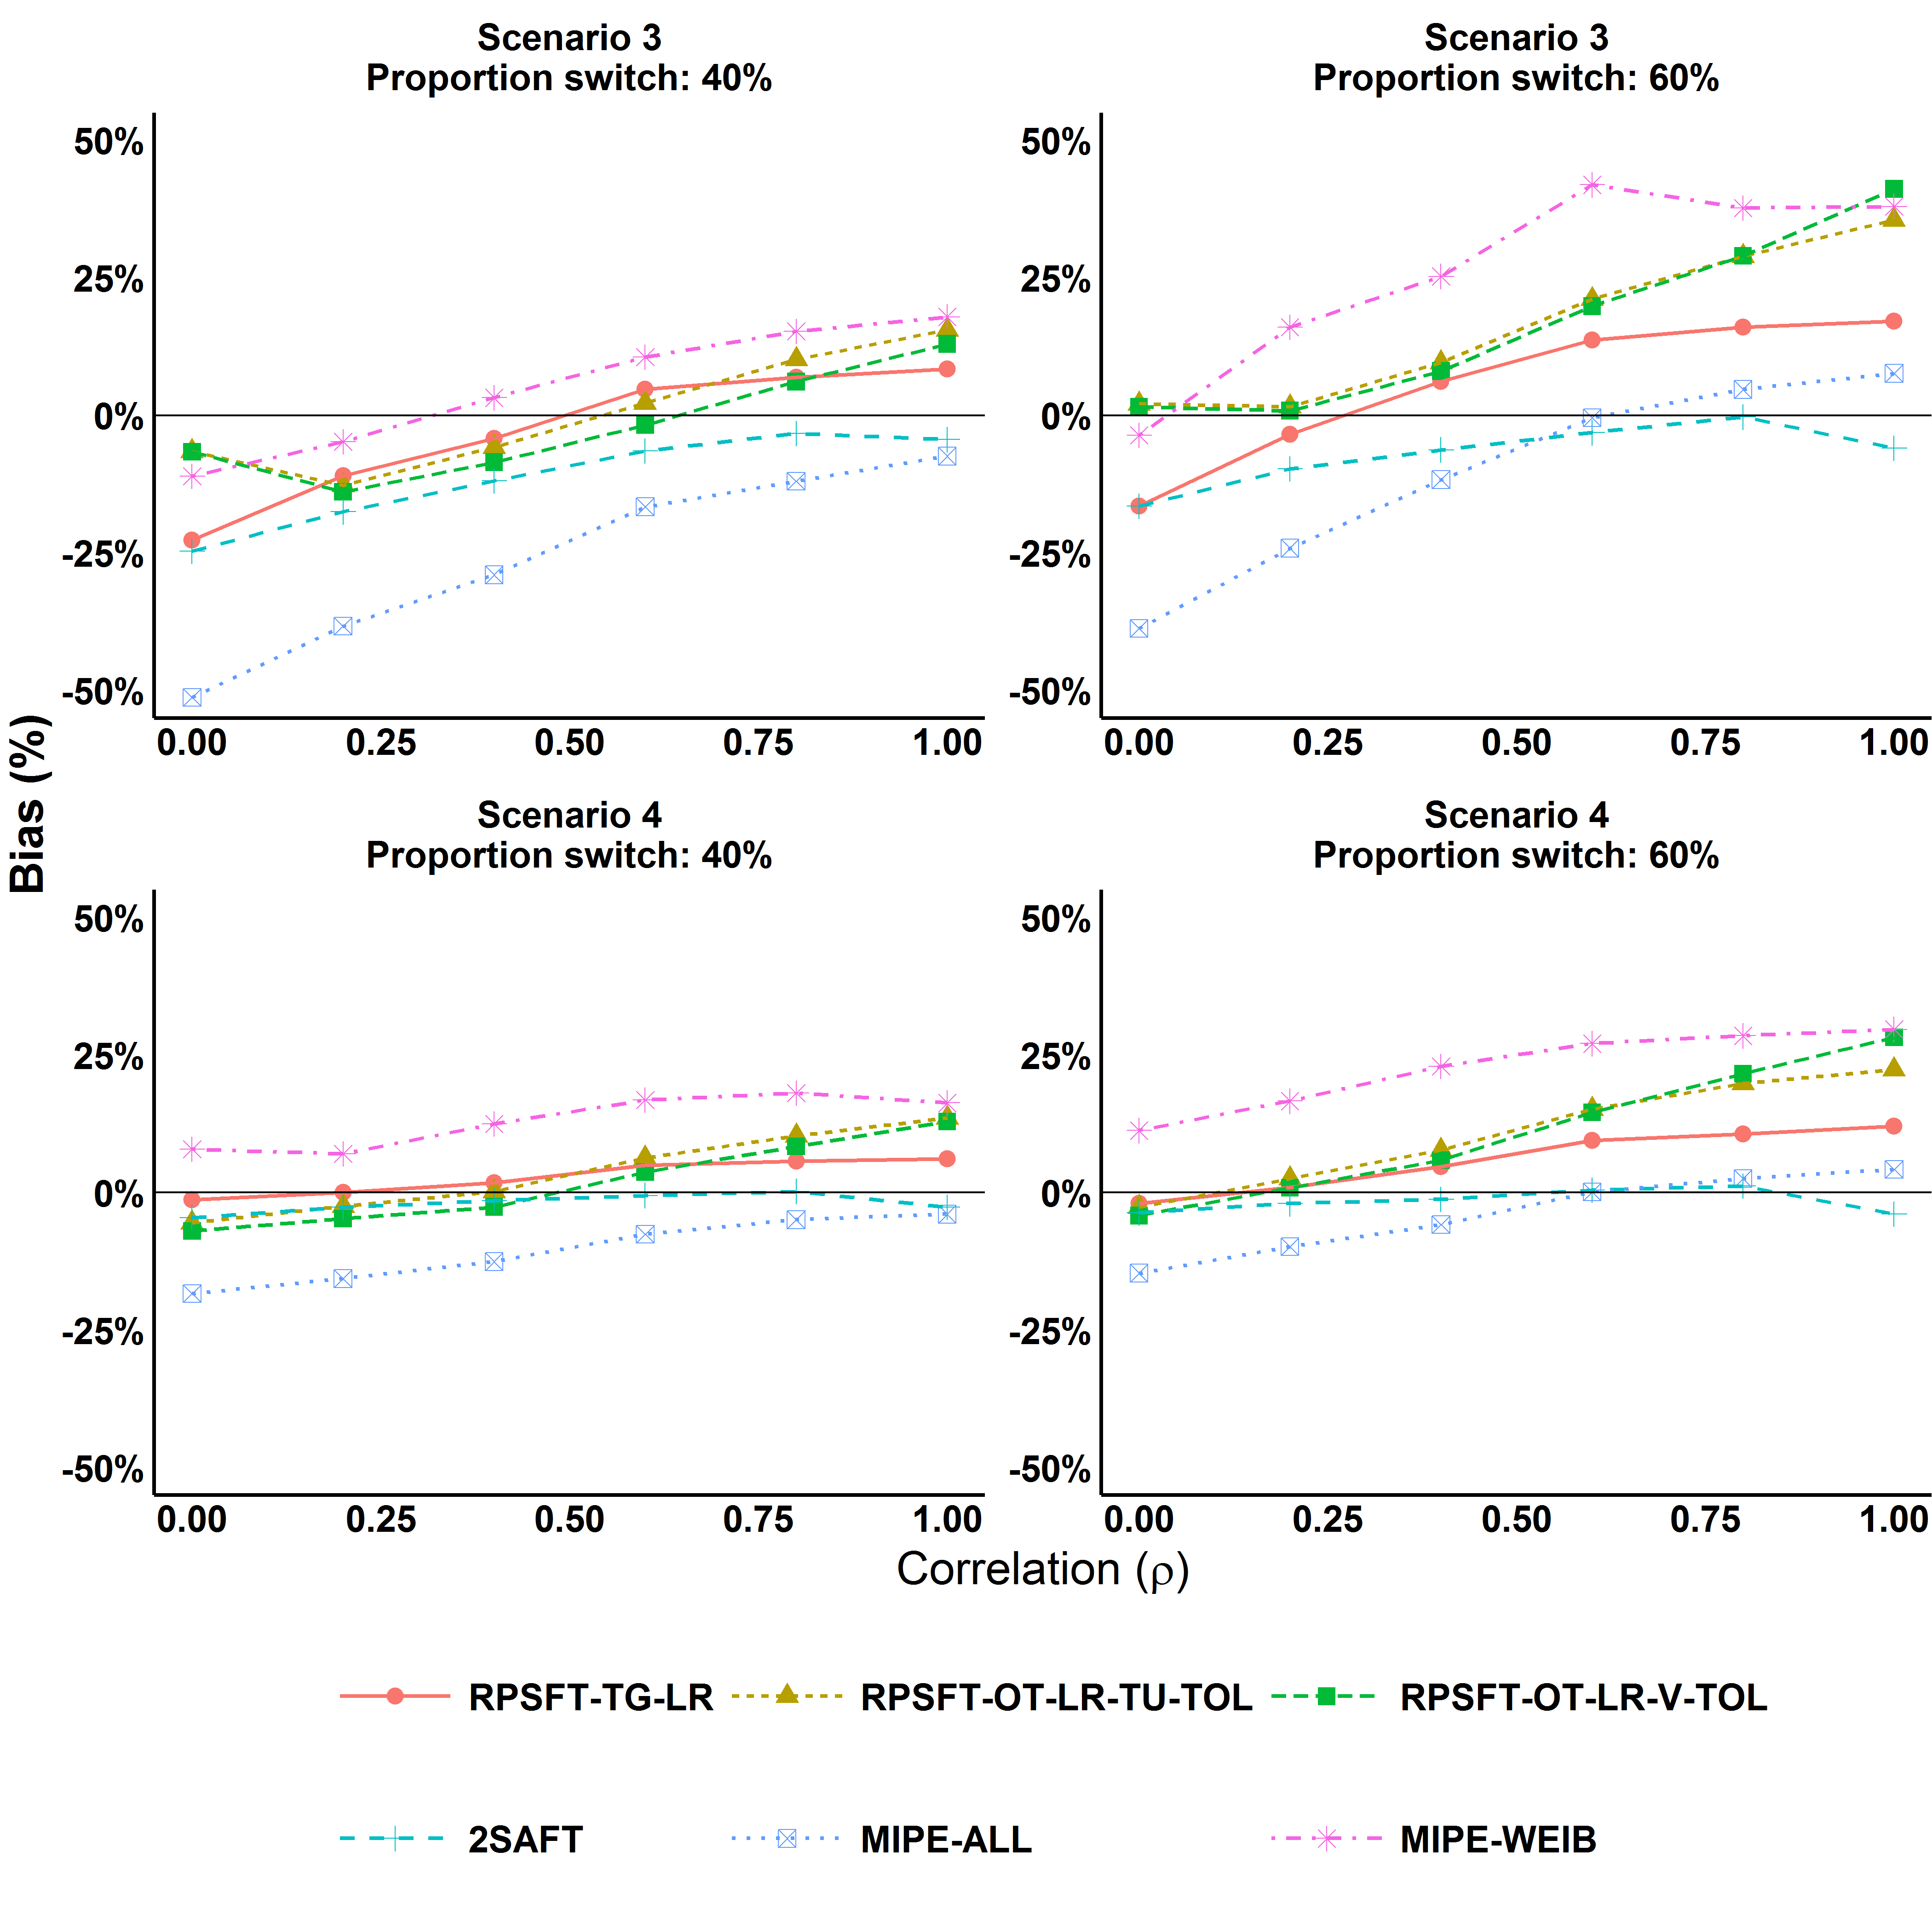 Scenario 3
Proportion switch: 40%
50%
25%
0%
-25%
-50%
0.00 0.25 0.50 0.75 1.00
Scenario 3
Proportion switch: 60%
50%
25%
0%
-25%
-50%
0.00 0.25 0.50 0.75 1.00
Bias (%)
Scenario 4
Proportion switch: 40%
50%
25%
0%
-25%
-50%
0.00 0.25 0.50 0.75 1.00
Scenario 4
Proportion switch: 60%
50%
25%
0%
-25%
-50%
0.00 0.25 0.50 0.75 1.00
Correlation (ρ)
RPSFT-TG-LR RPSFT-OT-LR-TU-TOL RPSFT-OT-LR-V-TOL
2SAFT MIPE-ALL MIPE-WEIB